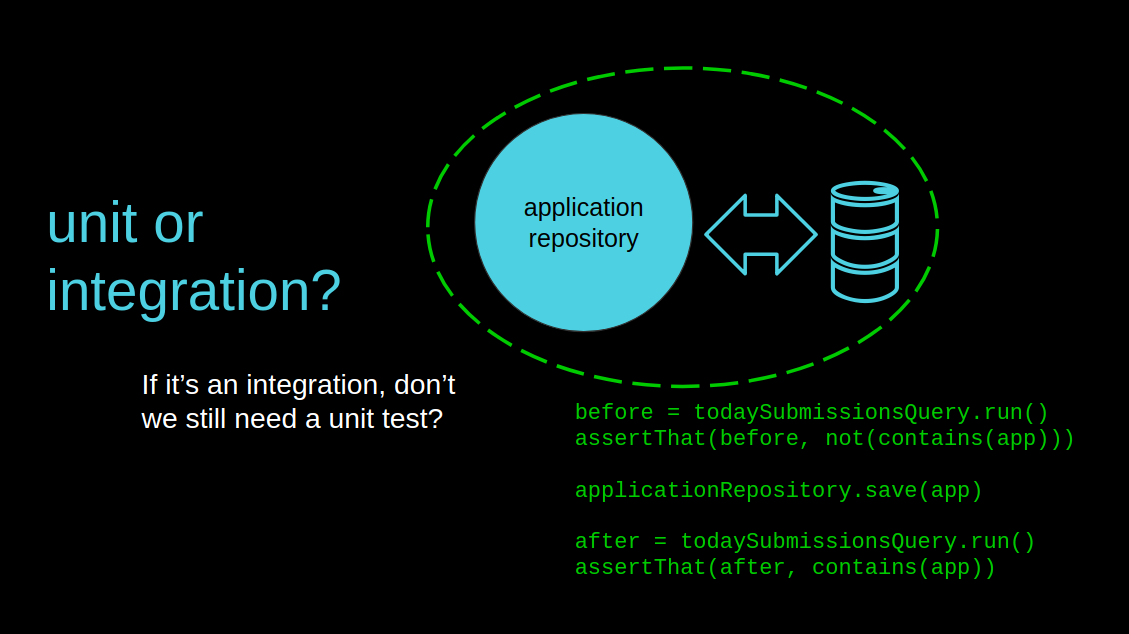 unit or
integration?
If it’s an integration, don’t
we still need a unit test?
application
repository
before = todaySubmissionsQuery.run()
assertThat(before, not(contains(app)))
applicationRepository.save(app)
after = todaySubmissionsQuery.run()
assertThat(after, contains(app))